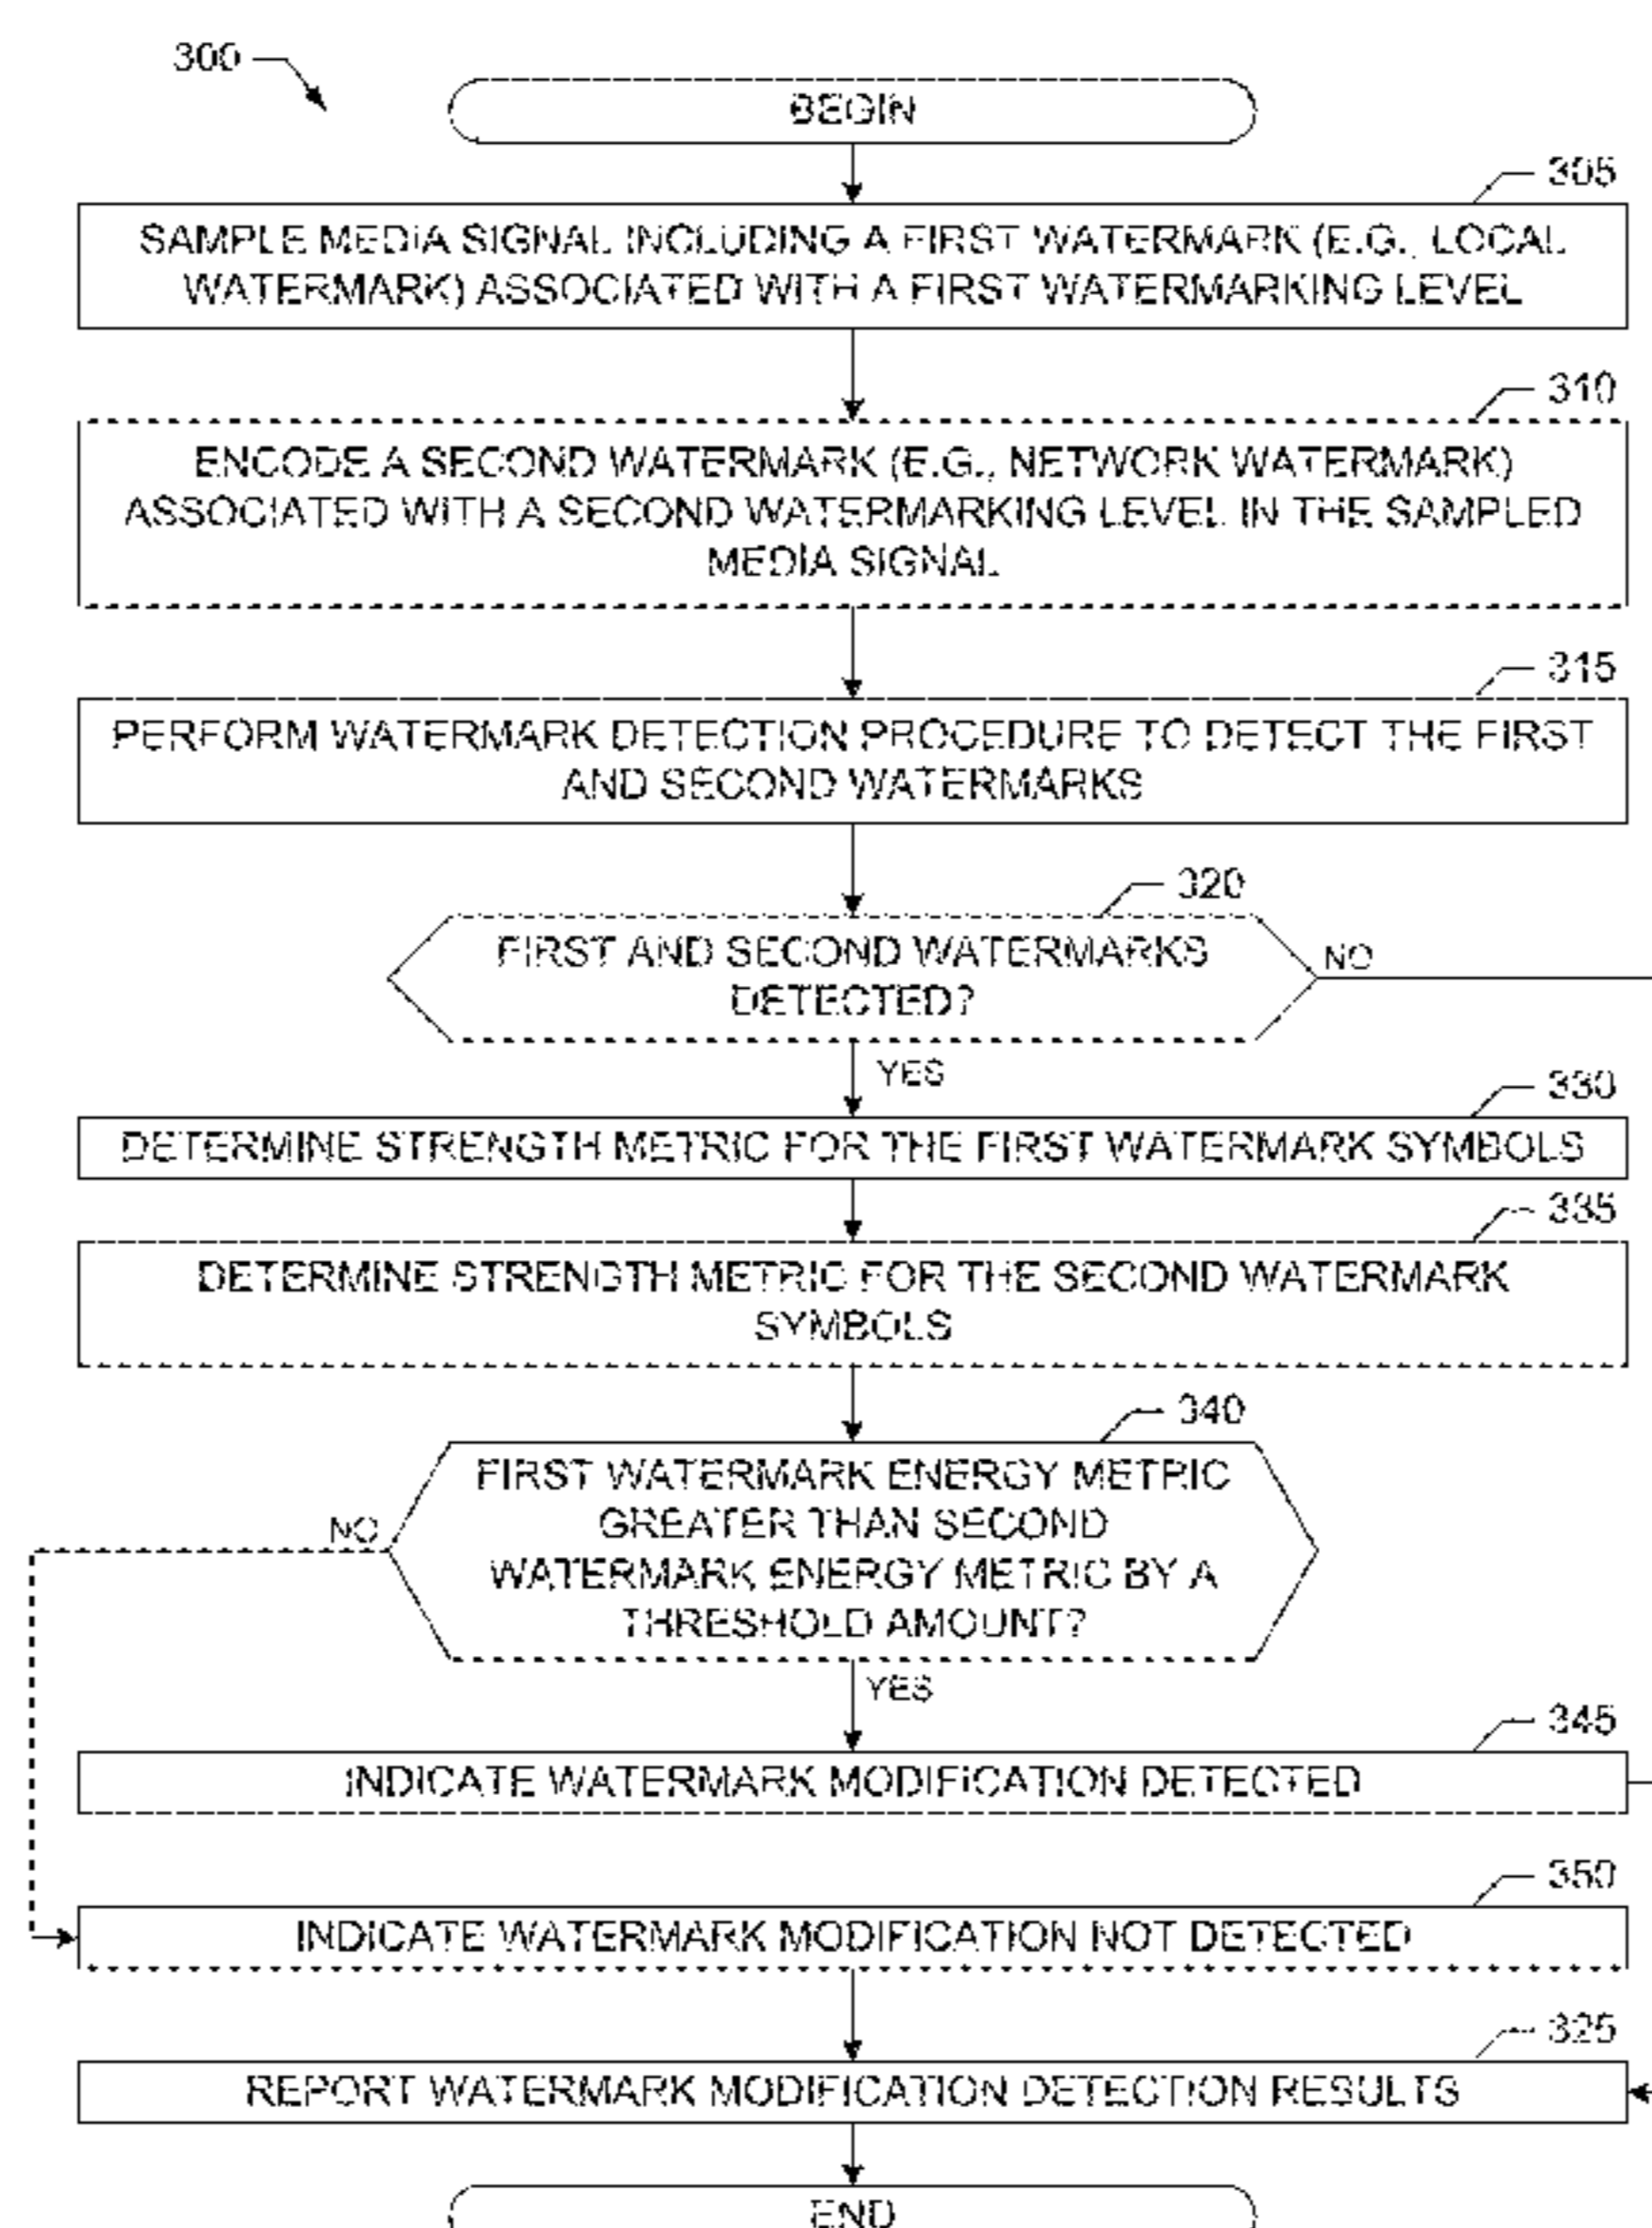 300
BEGIN
305
SAMPLE MEDIA SIGNAL INCLUDING A FIRST WATERMARK (E.G., LOCAL
WATERMARK) ASSOCIATED WITH A FIRST WATERMARKING LEVEL
310
ENCODE A SECOND WATERMARK (E.G., NETWORK WATERMARK)
ASSOCIATED WITH A SECOND WATERMARKING LEVEL IN THE SAMPLED
MEDIA SIGNAL
315
PERFORM WATERMARK DETECTION PROCEDURE TO DETECT THE FIRST
AND SECOND WATERMARKS
320
FIRST AND SECOND WATERMARKS
DETECTED?
NO
YES
330
DETERMINE STRENGTH METRIC FOR THE FIRST WATERMARK SYMBOLS
335
DETERMINE STRENGTH METRIC FOR THE SECOND WATERMARK
SYMBOLS
340
FIRST WATERMARK ENERGY METRIC
GREATER THAN SECOND
WATERMARK ENERGY METRIC BY A
THRESHOLD AMOUNT?
NO
YES
345
INDICATE WATERMARK MODIFICATION DETECTED
350
INDICATE WATERMARK MODIFICATION NOT DETECTED
325
REPORT WATERMARK MODIFICATION DETECTION RESULTS
END